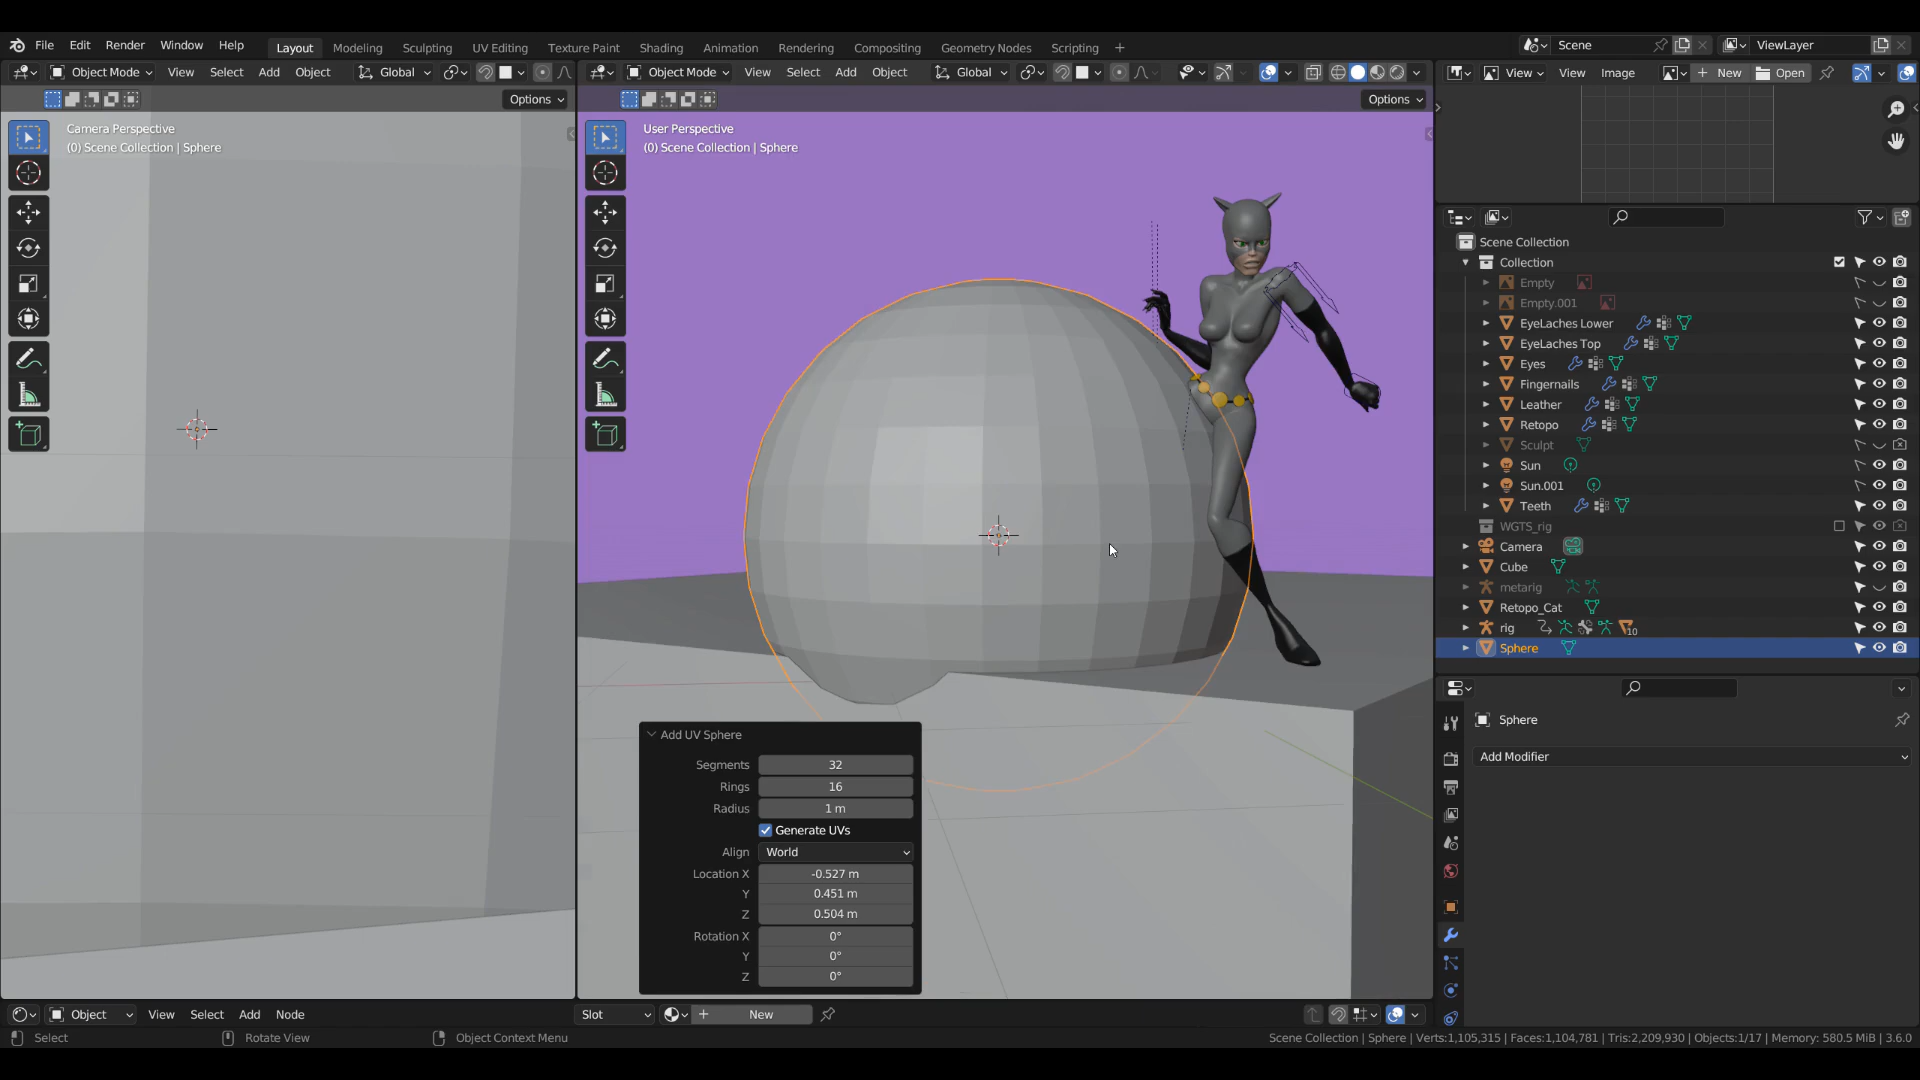 File Edit Render Window Help Layout Modeling Sculpting UV Editing Texture Paint Shading Animation Rendering Compositing Geometry Nodes Scripting + Scene ViewLayer
Object Mode View Select Add Object Global Object Mode View Select Add Object Global View View Image New Open
Options Options
Camera Perspective
(0) Scene Collection | Sphere
User Perspective
(0) Scene Collection | Sphere
Scene Collection
Collection
Empty
Empty.001
EyeLaches Lower
EyeLaches Top
Eyes
Fingernails
Leather
Retopo
Sculpt
Sun
Sun.001
Teeth
WGTS_rig
Camera
Cube
metarig
Retopo_Cat
rig 10
Sphere
Sphere
Add Modifier
Add UV Sphere
Segments 32
Rings 16
Radius 1 m
Generate UVs
Align World
Location X -0.527 m
Y 0.451 m
Z 0.504 m
Rotation X 0°
Y 0°
Z 0°
Object View Select Add Node Slot New
Select Rotate View Object Context Menu Scene Collection | Sphere | Verts:1,105,315 | Faces:1,104,781 | Tris:2,209,930 | Objects:1/17 | Memory: 580.5 MiB | 3.6.0